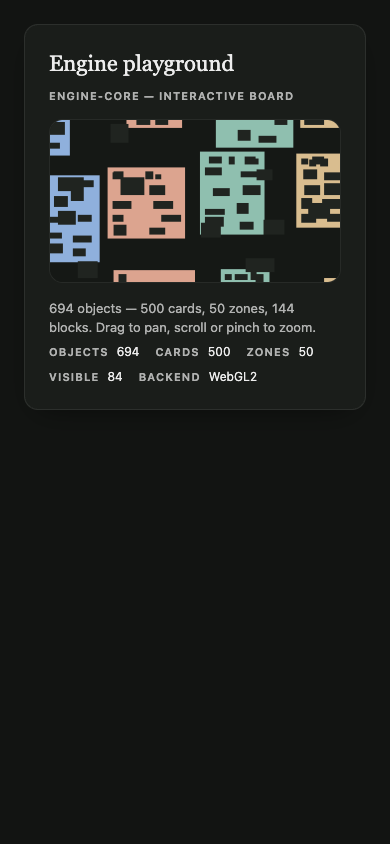 Engine playground
ENGINE-CORE — INTERACTIVE BOARD
694 objects — 500 cards, 50 zones, 144
blocks. Drag to pan, scroll or pinch to zoom.
OBJECTS 694 CARDS 500 ZONES 50
VISIBLE 84 BACKEND WebGL2